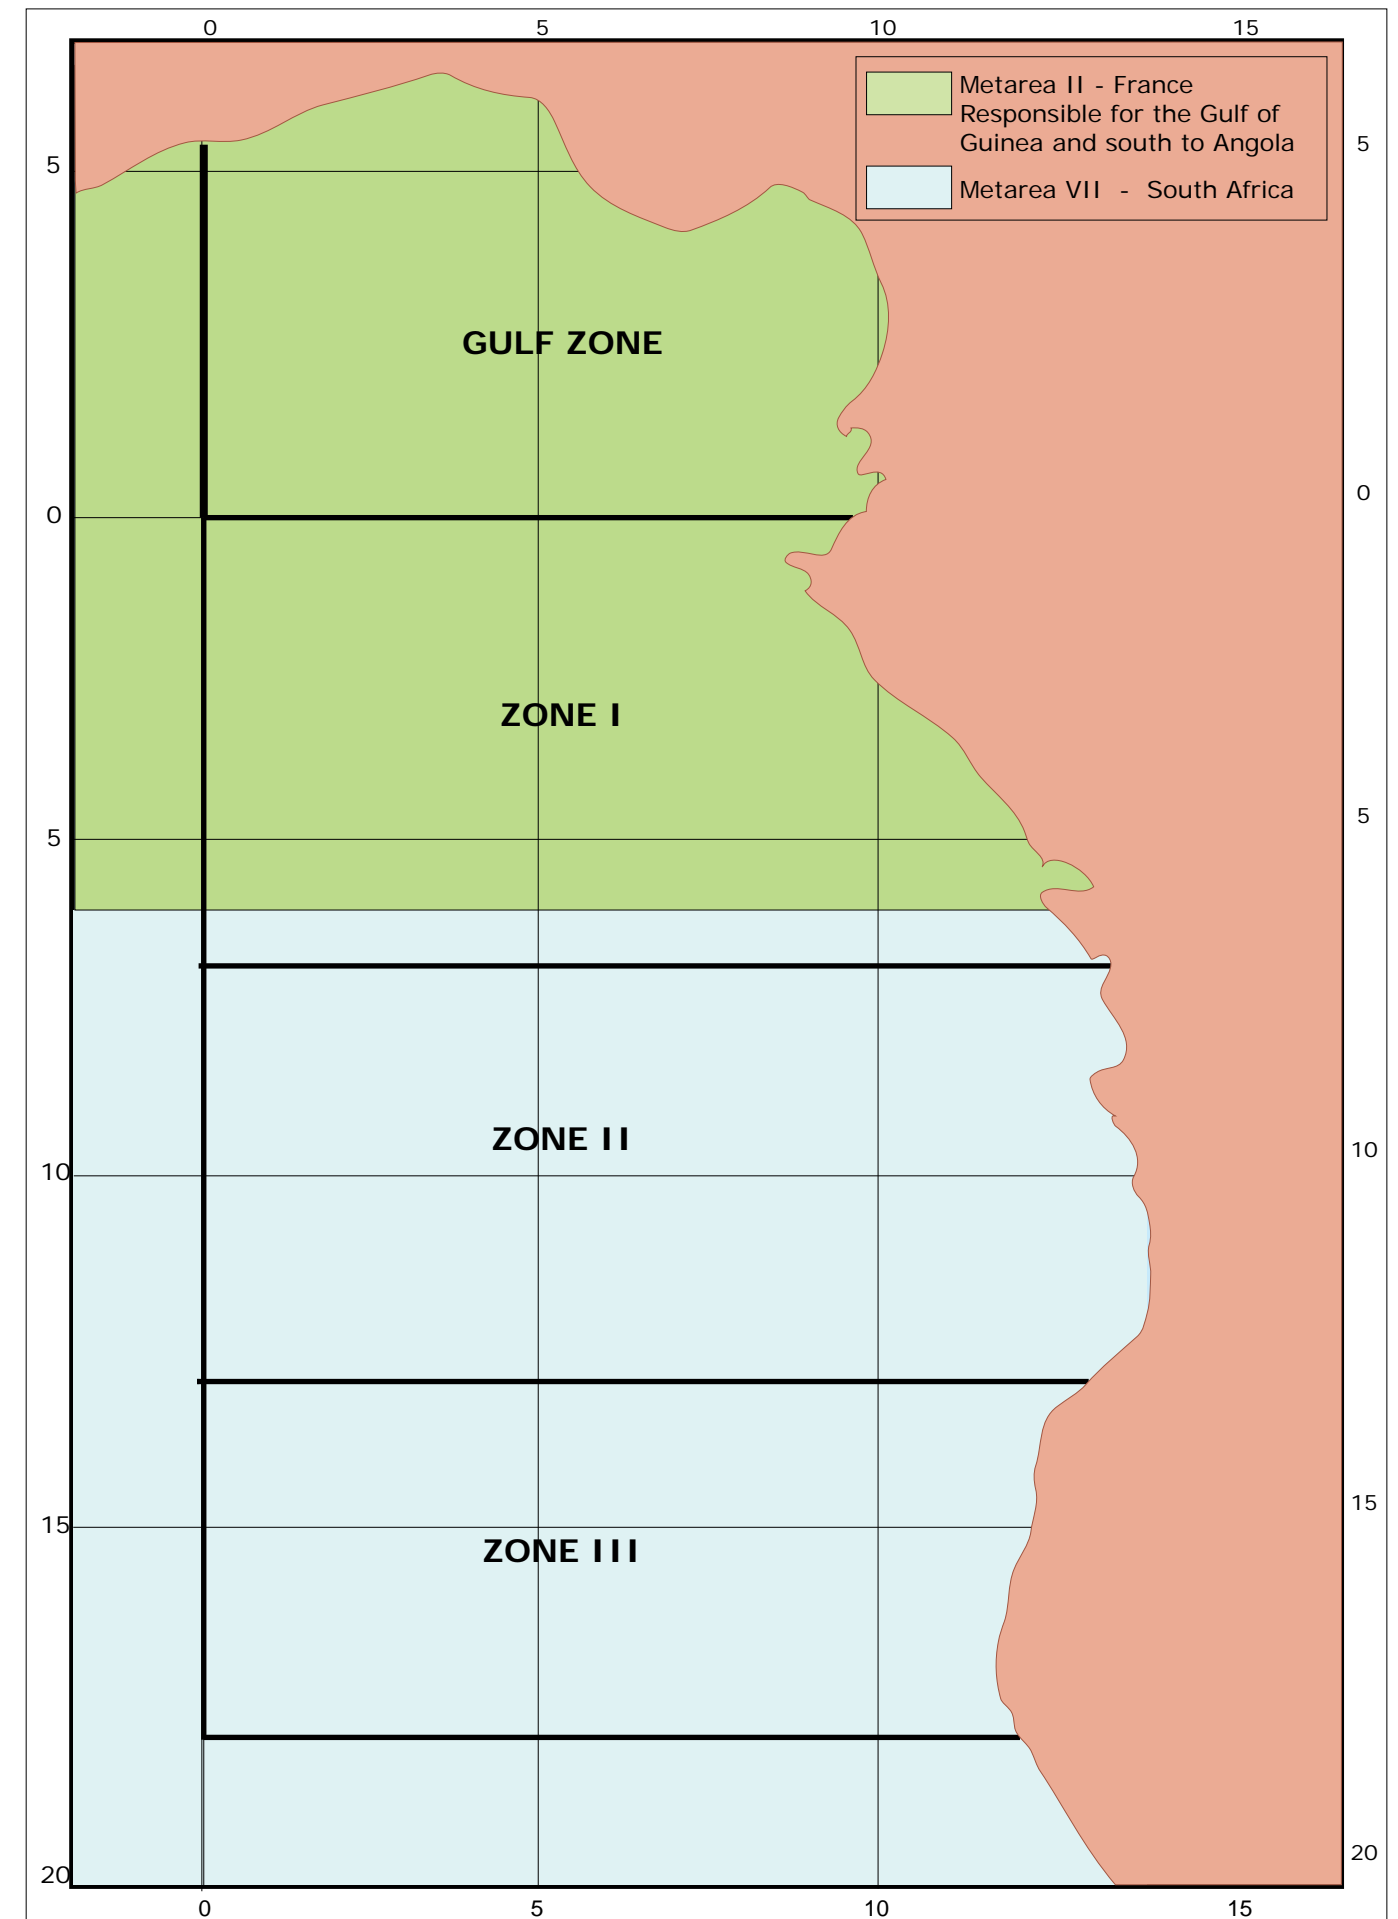 0 5 10 15
Metarea II - France
Responsible for the Gulf of
Guinea and south to Angola
Metarea VII - South Africa
5 5
GULF ZONE
0 0
ZONE I
5 5
ZONE II
10 10
15 15
ZONE III
20 20
0 5 10 15